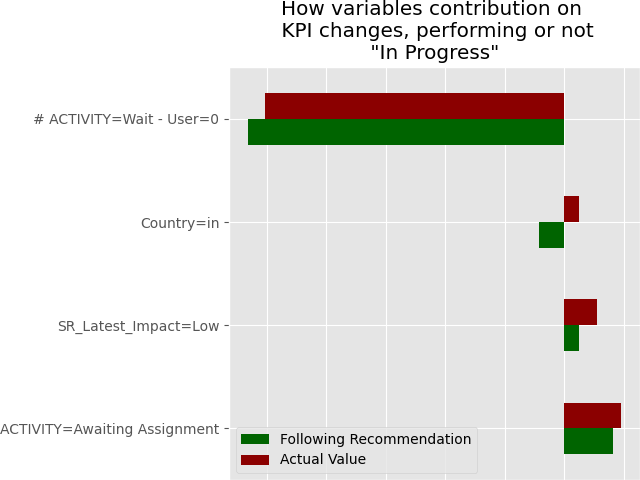 How variables contribution on
KPI changes, performing or not
"In Progress"
# ACTIVITY=Wait - User=0
Country=in
SR_Latest_Impact=Low
ACTIVITY=Awaiting Assignment
Following Recommendation
Actual Value